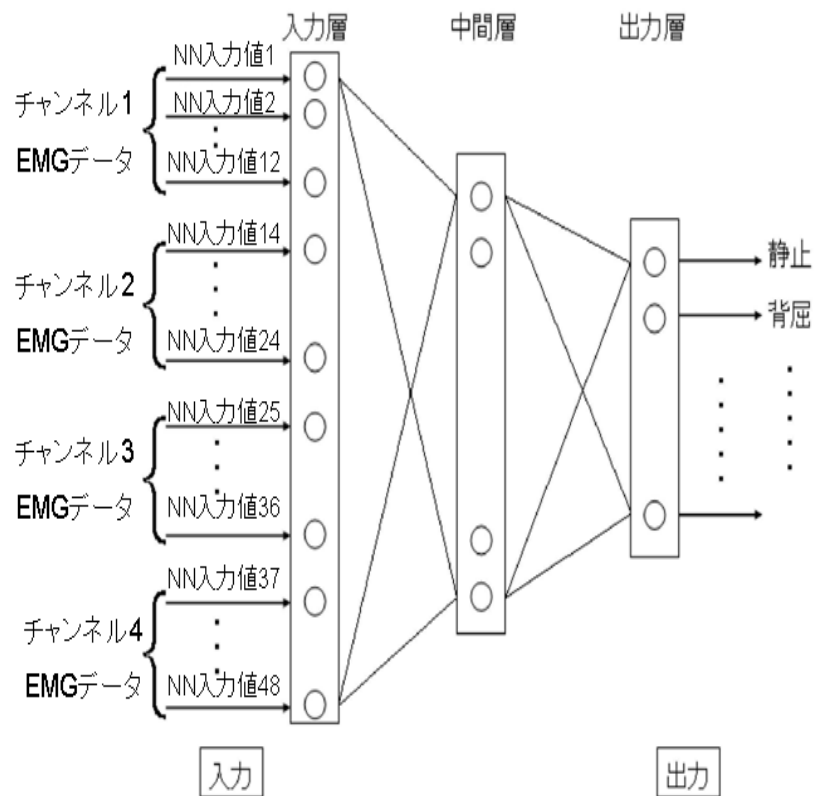 入力層
中間層
出力層
チャンネル1
EMGデータ
NN入力値1
NN入力値2
NN入力値12
チャンネル2
EMGデータ
NN入力値14
NN入力値24
チャンネル3
EMGデータ
NN入力値25
NN入力値36
チャンネル4
EMGデータ
NN入力値37
NN入力値48
静止
背屈
入力
出力